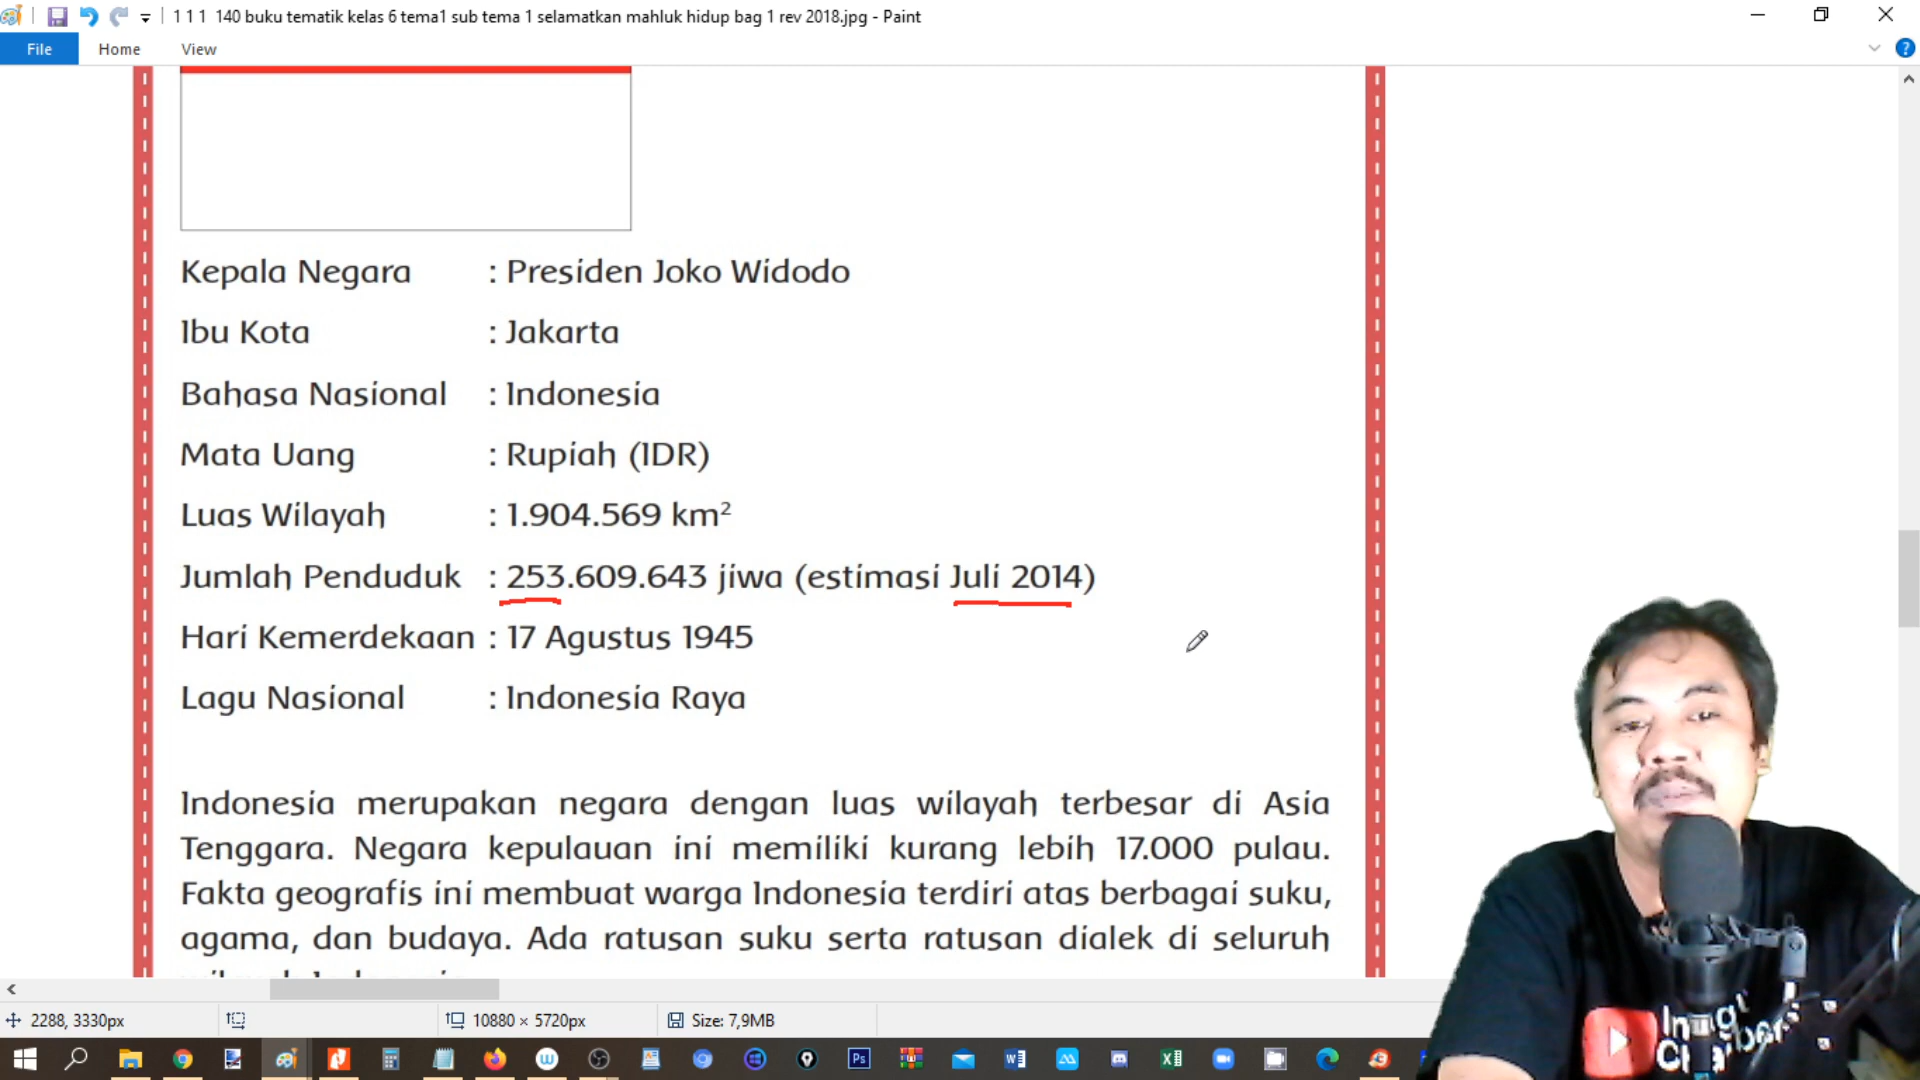 1 1 1  140 buku tematik kelas 6 tema1 sub tema 1 selamatkan mahluk hidup bag 1 rev 2018.jpg - Paint
File Home View
Kepala Negara : Presiden Joko Widodo
Ibu Kota : Jakarta
Bahasa Nasional : Indonesia
Mata Uang : Rupiah (IDR)
Luas Wilayah : 1.904.569 km²
Jumlah Penduduk : 253.609.643 jiwa (estimasi Juli 2014)
Hari Kemerdekaan : 17 Agustus 1945
Lagu Nasional : Indonesia Raya
Indonesia merupakan negara dengan luas wilayah terbesar di Asia
Tenggara. Negara kepulauan ini memiliki kurang lebih 17.000 pulau.
Fakta geografis ini membuat warga Indonesia terdiri atas berbagai suku,
agama, dan budaya. Ada ratusan suku serta ratusan dialek di seluruh
2288, 3330px 10880 × 5720px Size: 7,9MB
Ps